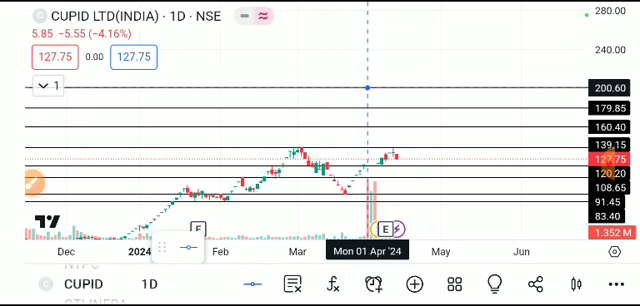 C CUPID LTD(INDIA) · 1D · NSE
5.85 −5.55 (−4.16%)
127.75 0.00 127.75
1
280.00
240.00
200.60
179.85
160.40
139.15
127.75
120.20
108.65
91.45
83.40
1.352 M
E
E
Dec 2024 Feb Mar Mon 01 Apr '24 May Jun
CUPID 1D